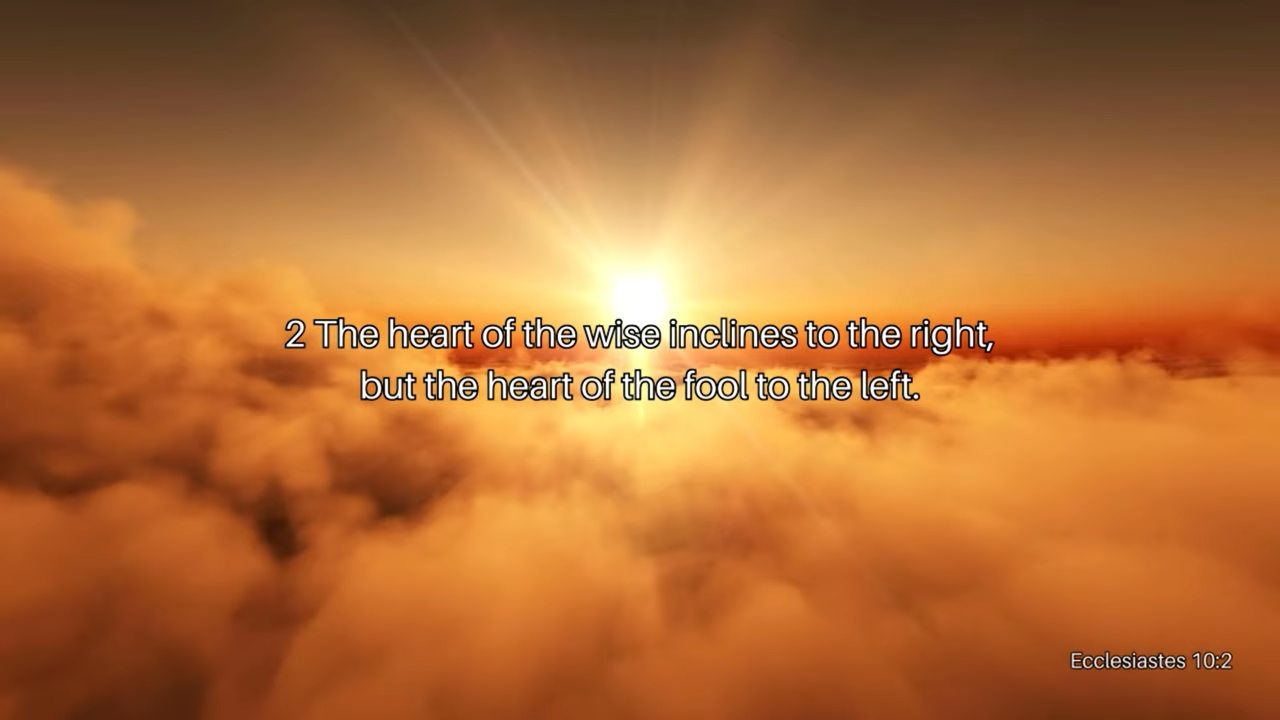 2 The heart of the wise inclines to the right,
but the heart of the fool to the left.
Ecclesiastes 10:2